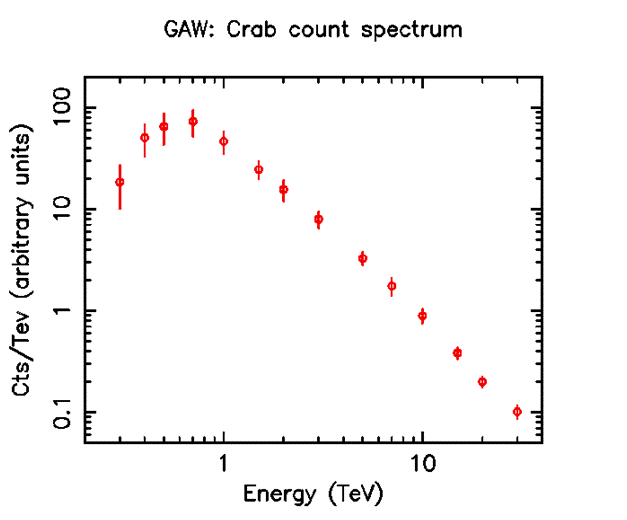 GAW: Crab count spectrum
Cts/Tev (arbitrary units)
100
10
1
0.1
1
10
Energy (TeV)